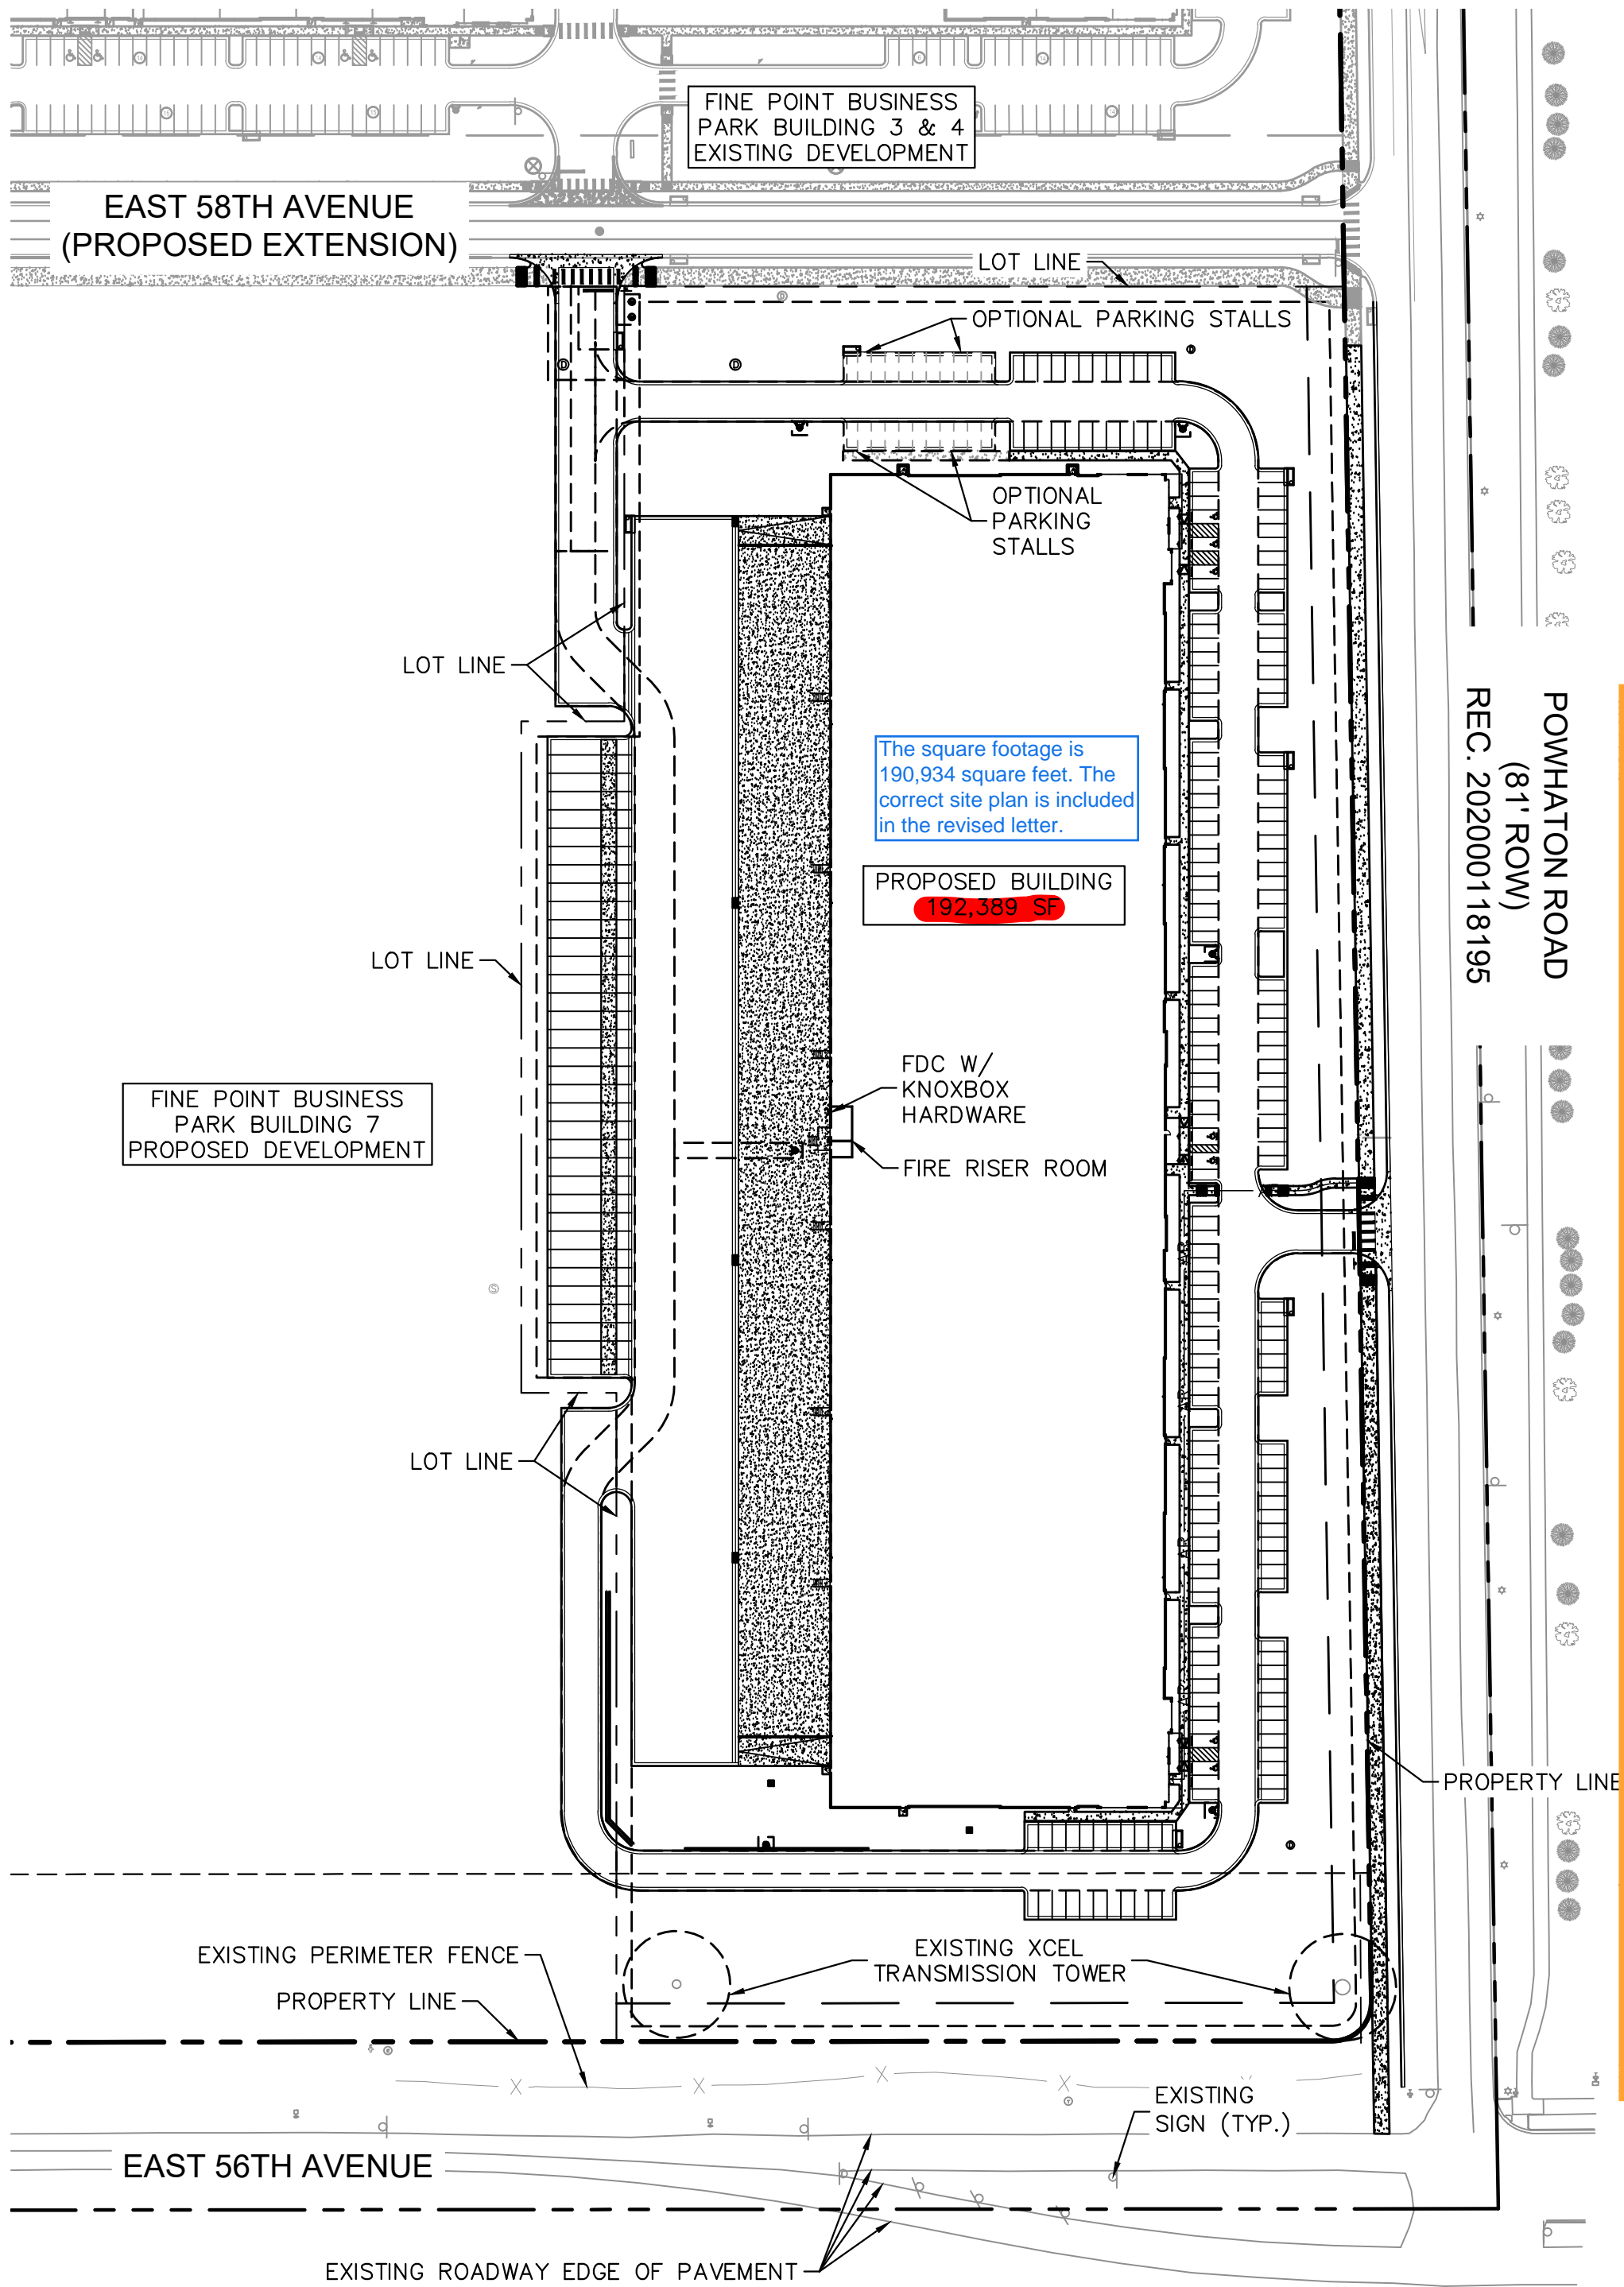 FINE POINT BUSINESS
PARK BUILDING 3 & 4
EXISTING DEVELOPMENT
EAST 58TH AVENUE
(PROPOSED EXTENSION)
LOT LINE
OPTIONAL PARKING STALLS
OPTIONAL
PARKING
STALLS
LOT LINE
POWHATON ROAD
(81' ROW)
REC. 2020000118195
The square footage is
190,934 square feet. The
correct site plan is included
in the revised letter.
PROPOSED BUILDING
192,389 SF
LOT LINE
FDC W/
KNOXBOX
HARDWARE
FINE POINT BUSINESS
PARK BUILDING 7
PROPOSED DEVELOPMENT
FIRE RISER ROOM
LOT LINE
PROPERTY LINE
EXISTING PERIMETER FENCE
EXISTING XCEL
TRANSMISSION TOWER
PROPERTY LINE
EXISTING
SIGN (TYP.)
EAST 56TH AVENUE
EXISTING ROADWAY EDGE OF PAVEMENT